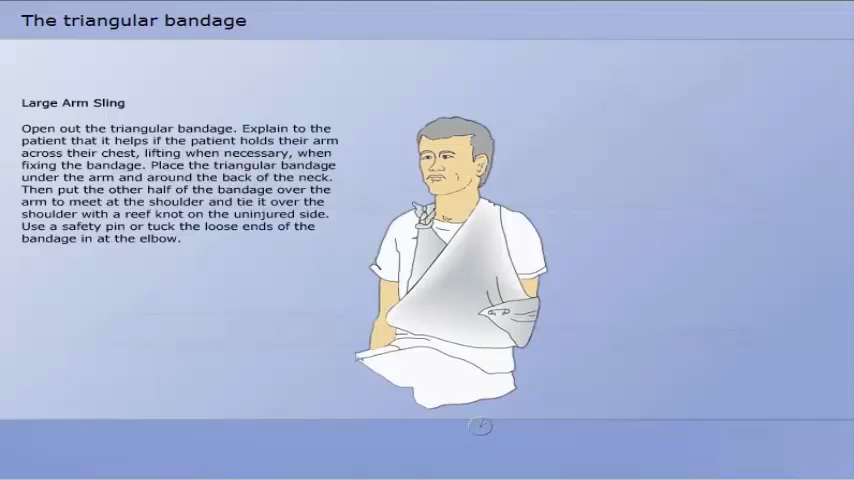 The triangular bandage
Large Arm Sling
Open out the triangular bandage. Explain to the
patient that it helps if the patient holds their arm
across their chest, lifting when necessary, when
fixing the bandage. Place the triangular bandage
under the arm and around the back of the neck.
Then put the other half of the bandage over the
arm to meet at the shoulder and tie it over the
shoulder with a reef knot on the uninjured side.
Use a safety pin or tuck the loose ends of the
bandage in at the elbow.